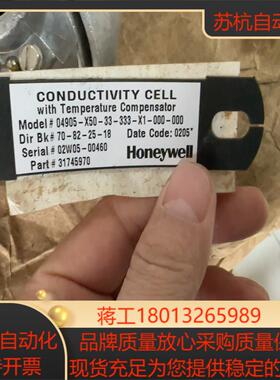 苏杭自动
CONDUCTIVITY CELL
with Temperature Compensator
Model # 04905-X50-33-333-X1-000-000
Dir Bk# 70-82-25-18
Date Code: 0205*
Serial # 02W05-00460
Part # 31745970
Honeywell
蒋工18013265989
自动化
品牌质量放心采购质量保
开票
现货充足为您提供稳定的